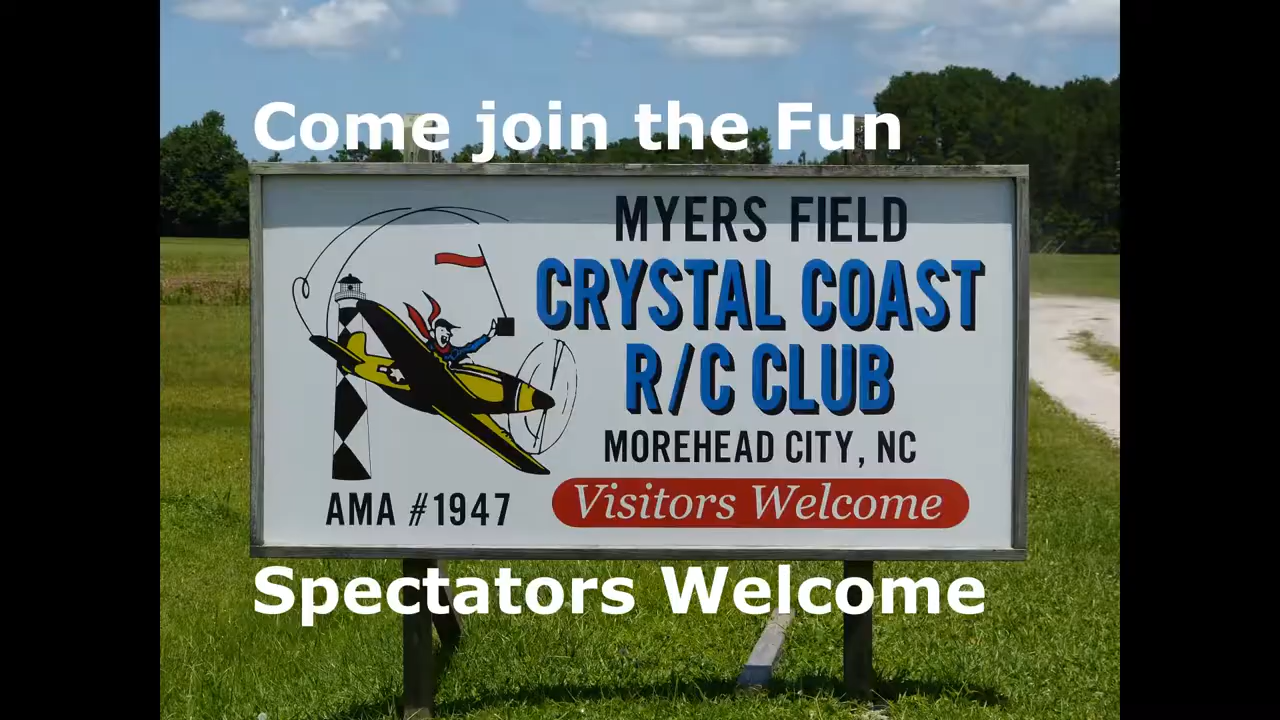 Come join the Fun
MYERS FIELD
CRYSTAL COAST
R/C CLUB
MOREHEAD CITY, NC
AMA #1947
Visitors Welcome
Spectators Welcome